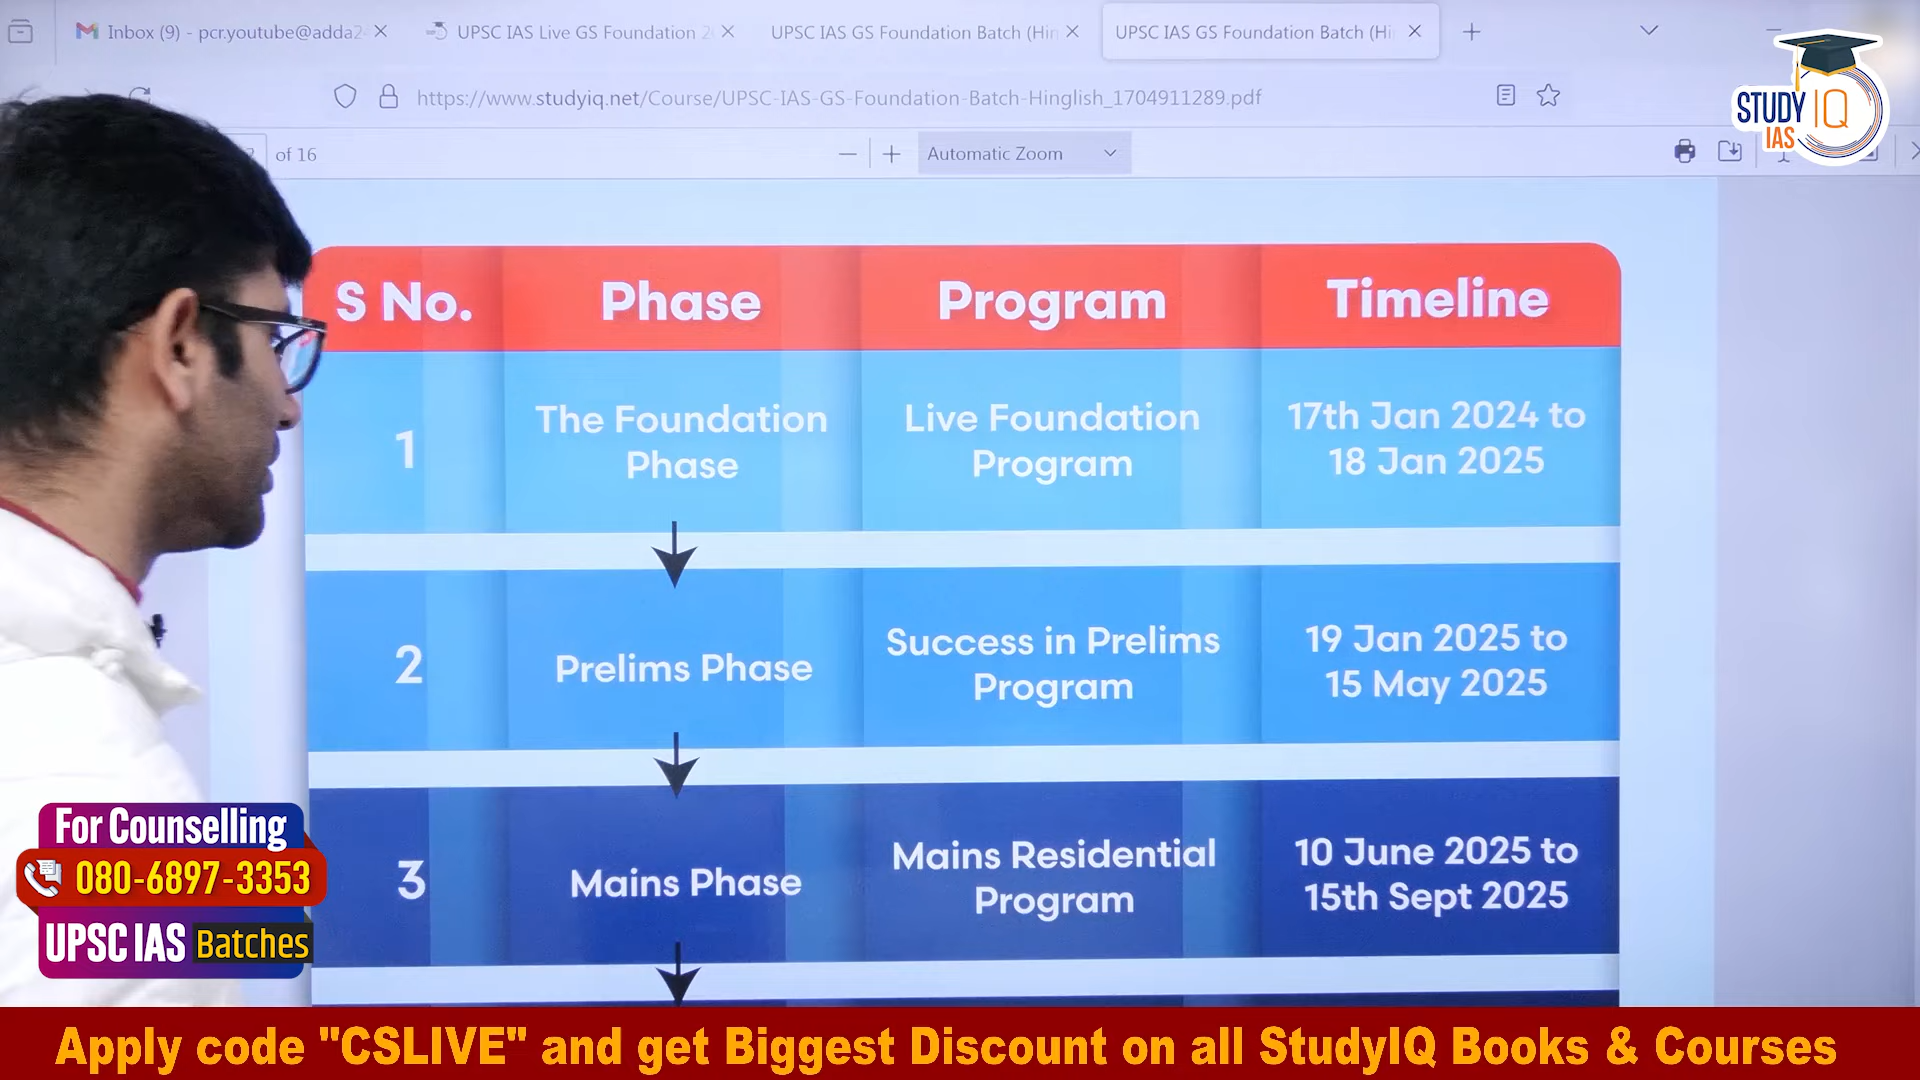 Inbox (9) - pcr.youtube@adda2
UPSC IAS Live GS Foundation 2
UPSC IAS GS Foundation Batch (Hin
UPSC IAS GS Foundation Batch (Hi
https://www.studyiq.net/Course/UPSC-IAS-GS-Foundation-Batch-Hinglish_1704911289.pdf
of 16
Automatic Zoom
STUDY IQ
IAS
S No.
Phase
Program
Timeline
1
The Foundation
Phase
Live Foundation
Program
17th Jan 2024 to
18 Jan 2025
2
Prelims Phase
Success in Prelims
Program
19 Jan 2025 to
15 May 2025
3
Mains Phase
Mains Residential
Program
10 June 2025 to
15th Sept 2025
For Counselling
080-6897-3353
UPSC IAS Batches
Apply code "CSLIVE" and get Biggest Discount on all StudyIQ Books & Courses